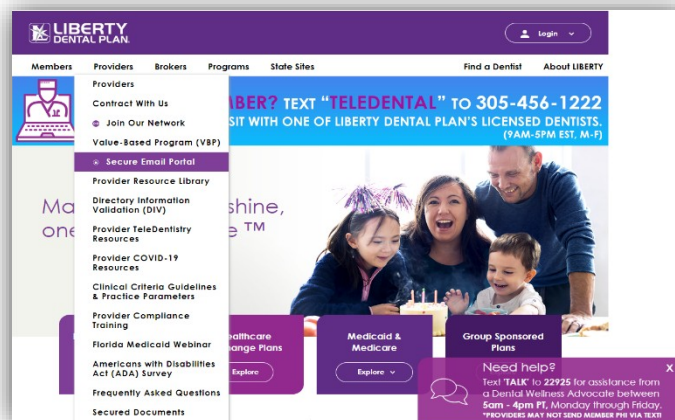 LIBERTY
DENTAL PLAN.
Login
Members Providers Brokers Programs State Sites Find a Dentist About LIBERTY
Providers
Contract With Us
Join Our Network
Value-Based Program (VBP)
Secure Email Portal
Provider Resource Library
Directory Information
Validation (DIV)
Provider TeleDentistry
Resources
Provider COVID-19
Resources
Clinical Criteria Guidelines
& Practice Parameters
Provider Compliance
Training
Florida Medicaid Webinar
Americans with Disabilities
Act (ADA) Survey
Frequently Asked Questions
Secured Documents
MBER? TEXT “TELEDENTAL” TO 305-456-1222
SIT WITH ONE OF LIBERTY DENTAL PLAN'S LICENSED DENTISTS.
(9AM-5PM EST, M-F)
Ma shine,
one e ™
ealthcare
ange Plans
Explore
Medicaid &
Medicare
Explore
Group Sponsored
Plans
Need help? X
Text 'TALK' to 22925 for assistance from
a Dental Wellness Advocate between
5am - 4pm PT, Monday through Friday.
*PROVIDERS MAY NOT SEND MEMBER PHI VIA TEXT!